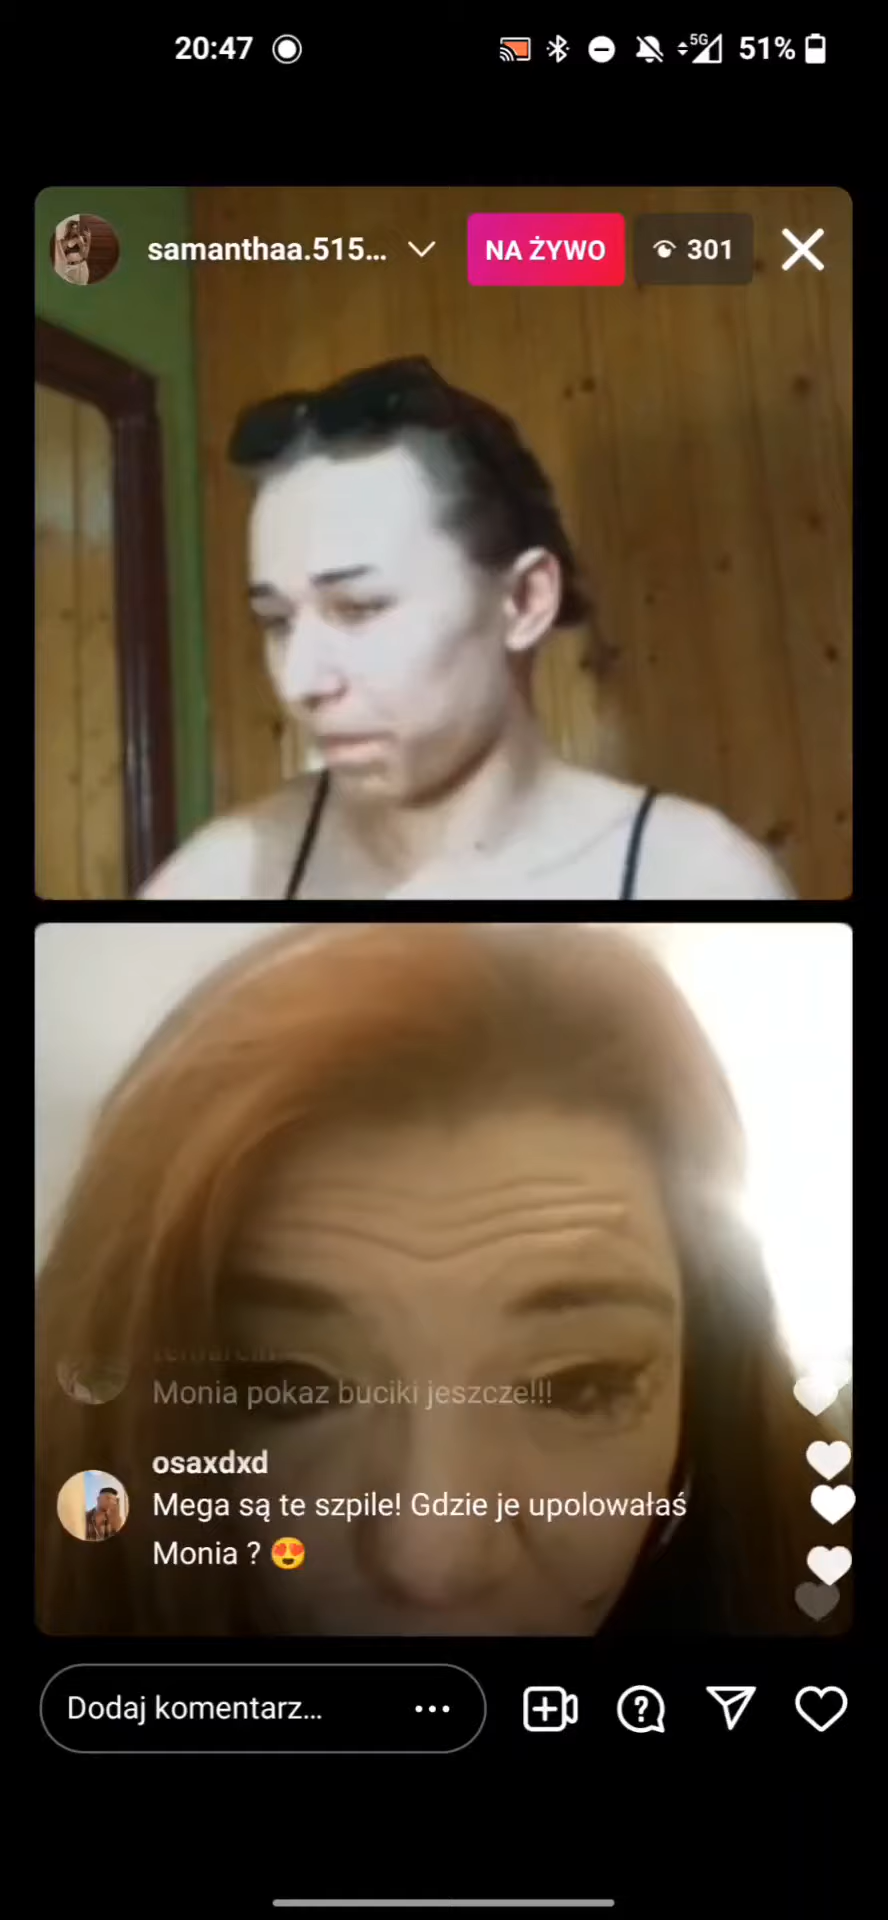 20:47 5G 51%
samanthaa.515... NA ŻYWO 301
Monia pokaz buciki jeszcze!!!
osaxdxd
Mega są te szpile! Gdzie je upolowałaś
Monia ? 😍
Dodaj komentarz...